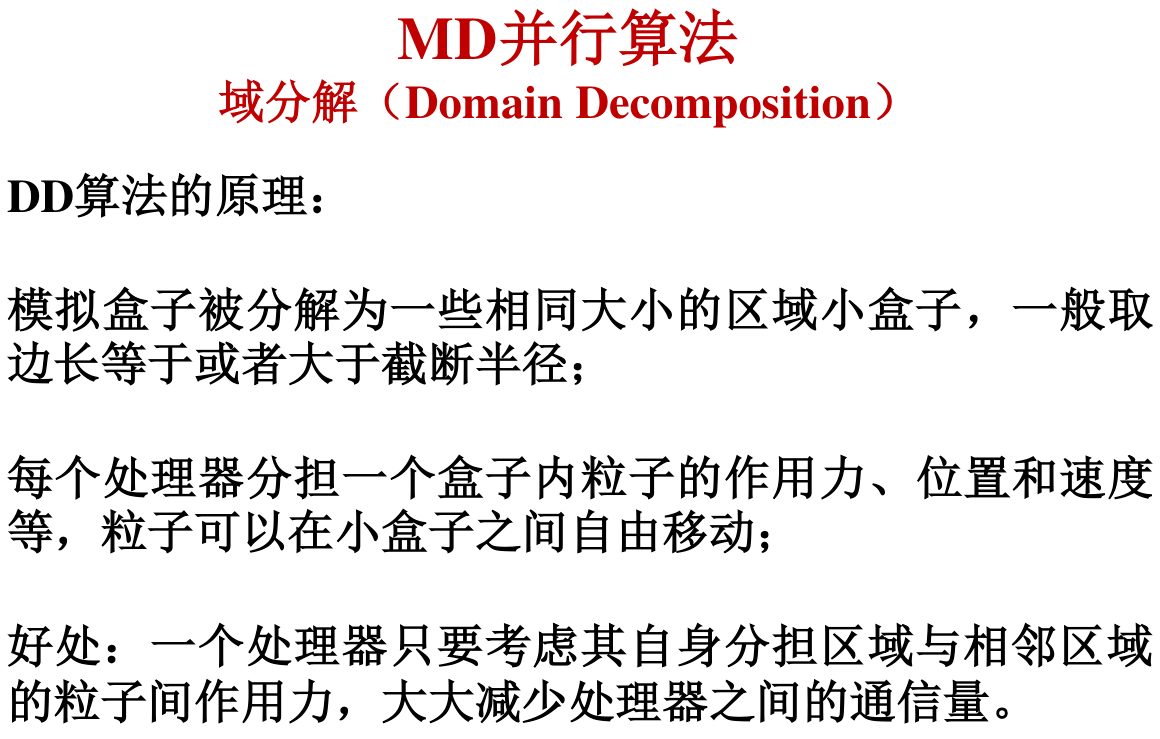 MD并行算法
域分解（Domain Decomposition）
DD算法的原理：
模拟盒子被分解为一些相同大小的区域小盒子，一般取
边长等于或者大于截断半径；
每个处理器分担一个盒子内粒子的作用力、位置和速度
等，粒子可以在小盒子之间自由移动；
好处：一个处理器只要考虑其自身分担区域与相邻区域
的粒子间作用力，大大减少处理器之间的通信量。